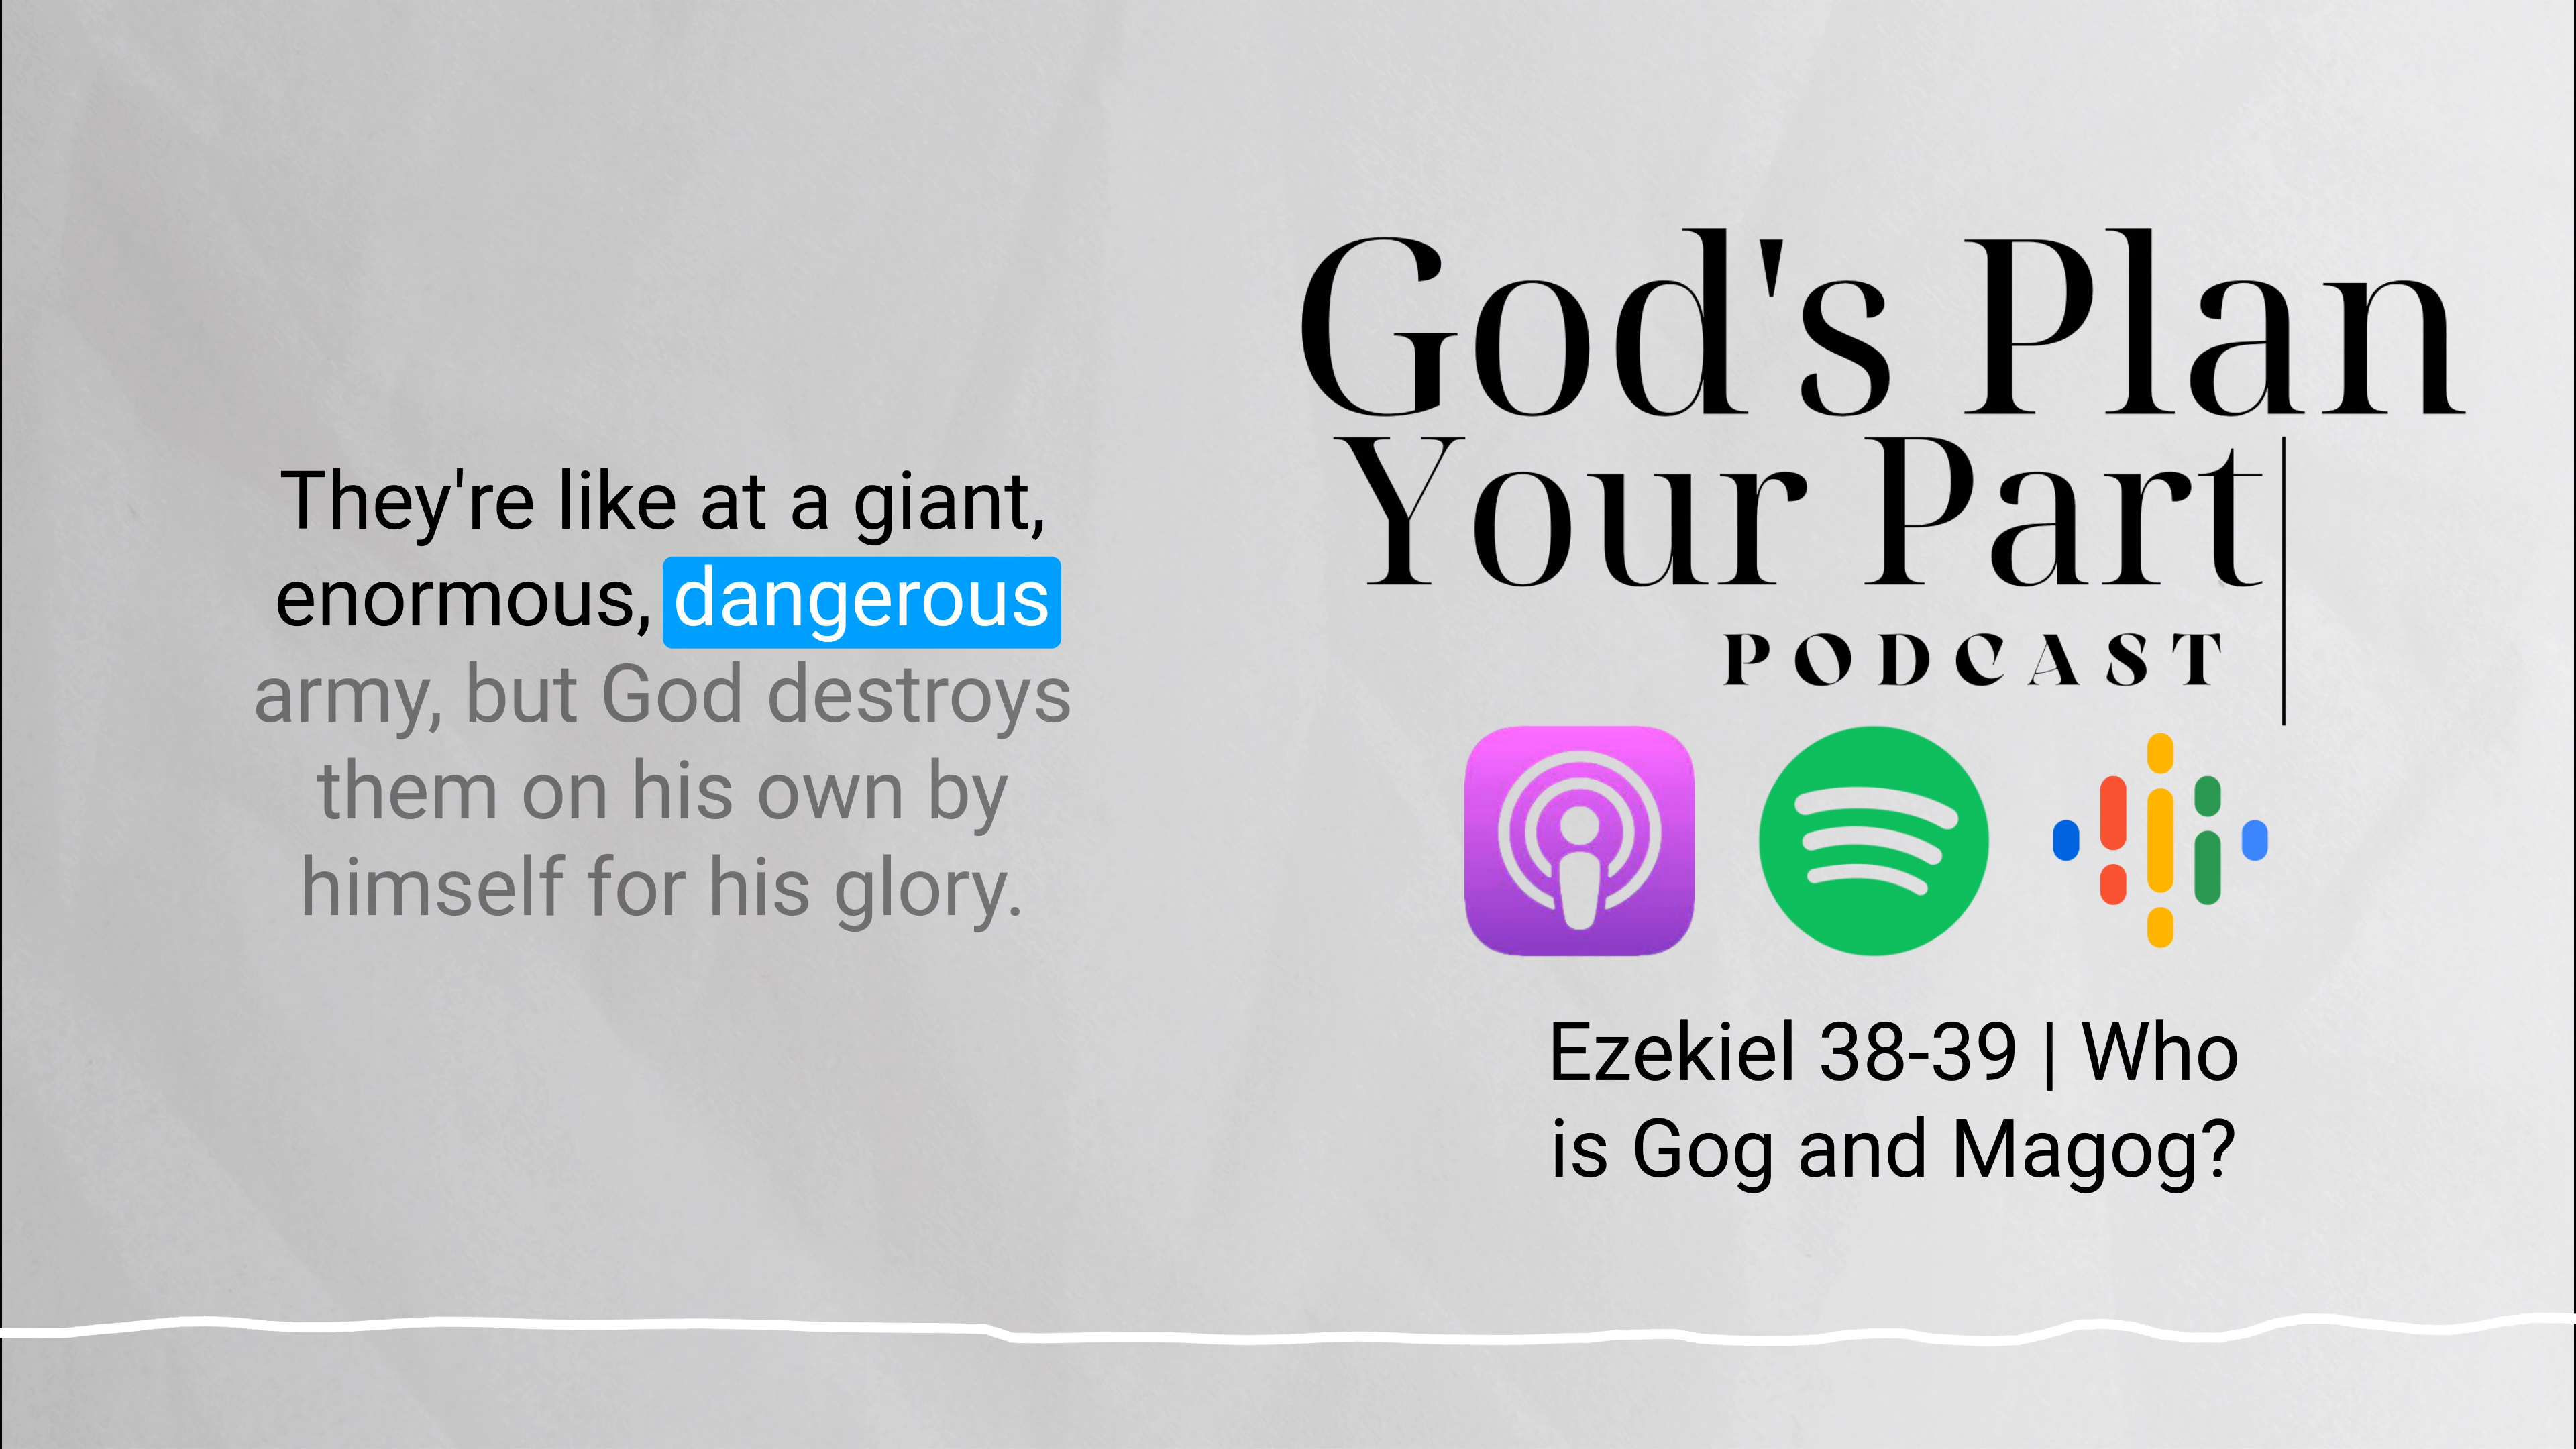 They're like at a giant,
enormous, dangerous
army, but God destroys
them on his own by
himself for his glory.
God's Plan
Your Part
PODCAST
Ezekiel 38-39 | Who
is Gog and Magog?